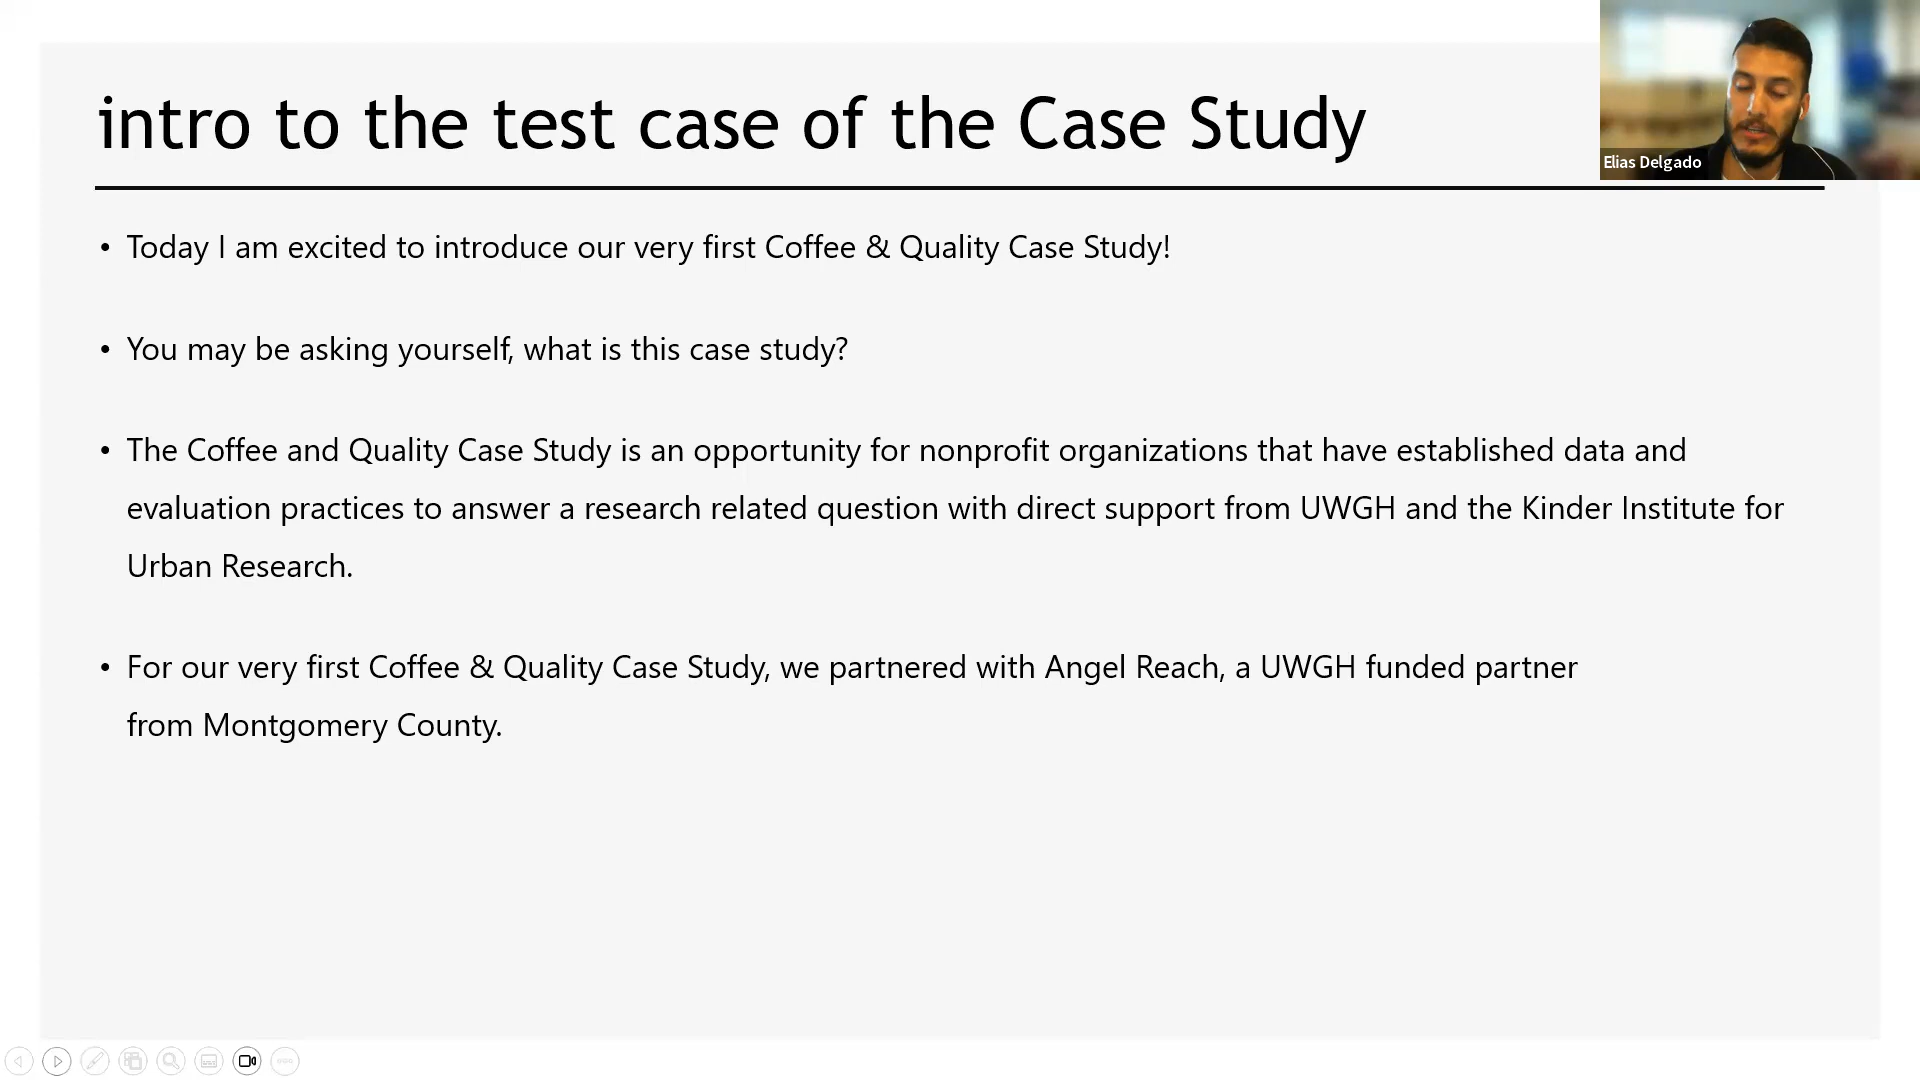 intro to the test case of the Case Study
Elias Delgado
• Today I am excited to introduce our very first Coffee & Quality Case Study!
• You may be asking yourself, what is this case study?
• The Coffee and Quality Case Study is an opportunity for nonprofit organizations that have established data and
evaluation practices to answer a research related question with direct support from UWGH and the Kinder Institute for
Urban Research.
• For our very first Coffee & Quality Case Study, we partnered with Angel Reach, a UWGH funded partner
from Montgomery County.